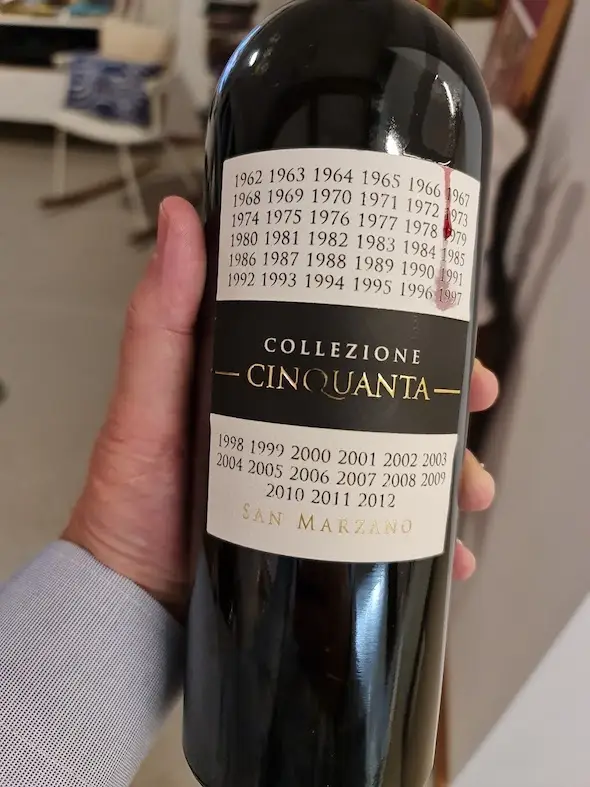 1962 1963 1964 1965 1966 1967
1968 1969 1970 1971 1972 1973
1974 1975 1976 1977 1978 1979
1980 1981 1982 1983 1984 1985
1986 1987 1988 1989 1990 1991
1992 1993 1994 1995 1996 1997
COLLEZIONE
CINQUANTA
1998 1999 2000 2001 2002 2003
2004 2005 2006 2007 2008 2009
2010 2011 2012
SAN MARZANO